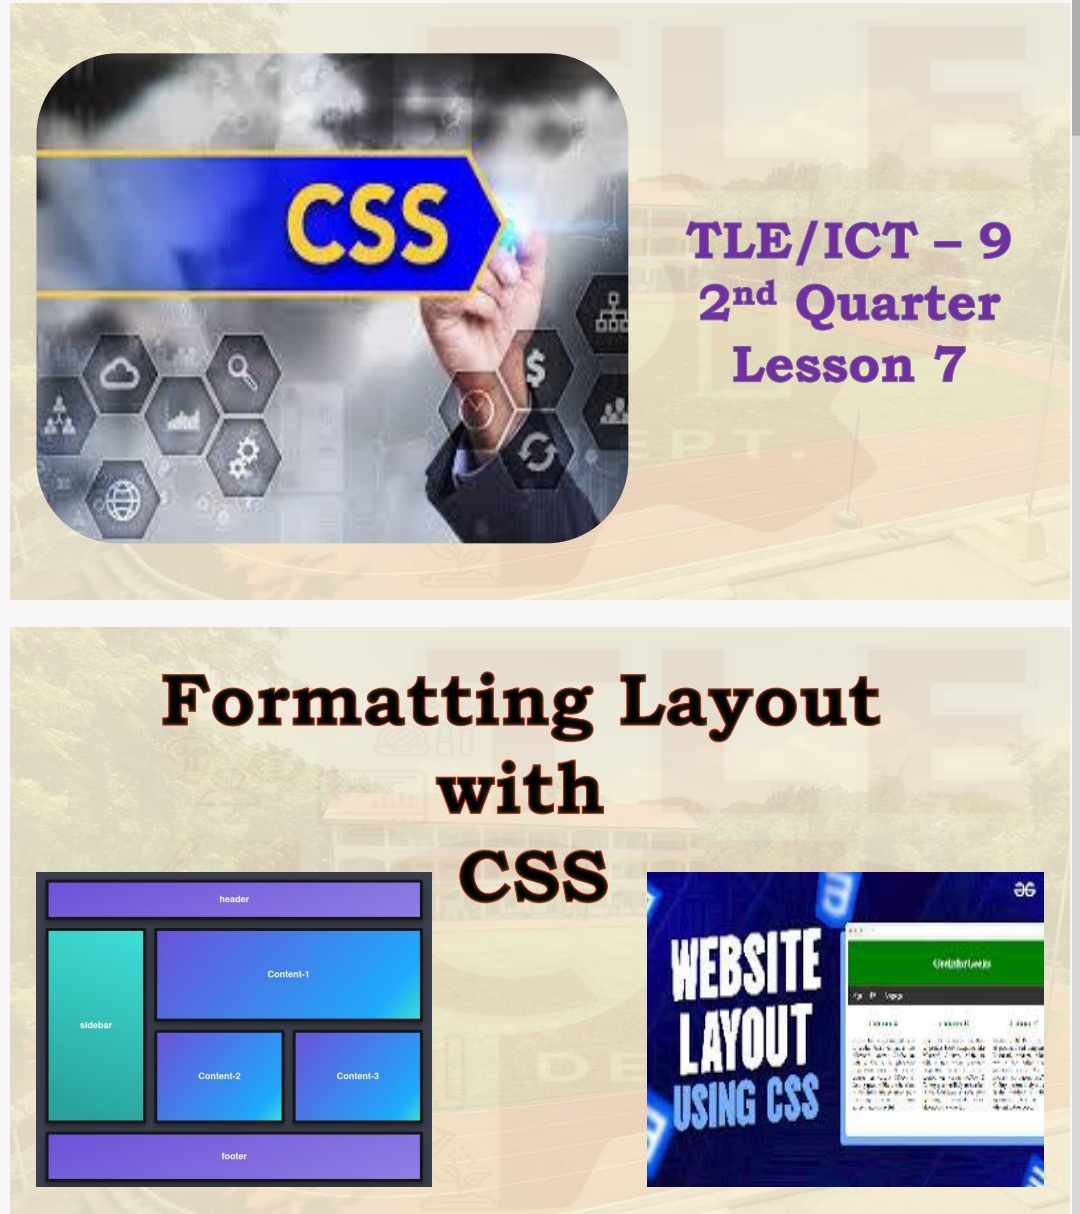 CSS
TLE/ICT – 9
2nd Quarter
Lesson 7
Formatting Layout
with
CSS
header
sidebar
Content-1
Content-2
Content-3
footer
WEBSITE
LAYOUT
USING CSS
GeeksforGeeks